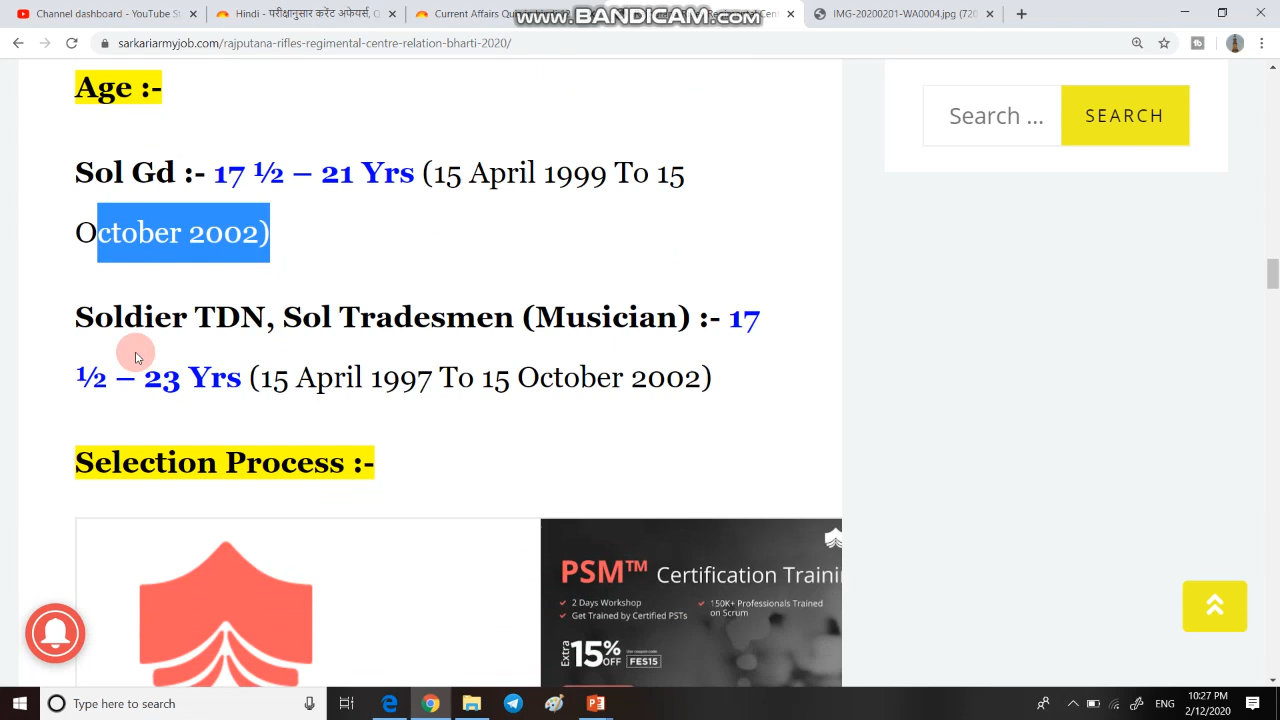 Channel dashboard - YouTube St
Hindi - परीक्षानुसार करेंट अफेयर्स, O
Current Affairs Qu
www.BANDICAM.com
IMG-20200201-WA0004.jpg (720
sarkariarmyjob.com/rajputana-rifles-regimental-centre-relation-bharti-2020/
Age :-
Search ...
SEARCH
Sol Gd :- 17 ½ – 21 Yrs (15 April 1999 To 15
October 2002)
Soldier TDN, Sol Tradesmen (Musician) :- 17
½ – 23 Yrs (15 April 1997 To 15 October 2002)
Selection Process :-
PSM™ Certification Traini
2 Days Workshop
150K+ Professionals Trained
on Scrum
Get Trained by Certified PSTs
Extra 15% OFF
Use coupon code
FES15
Type here to search
ENG
10:27 PM
2/12/2020